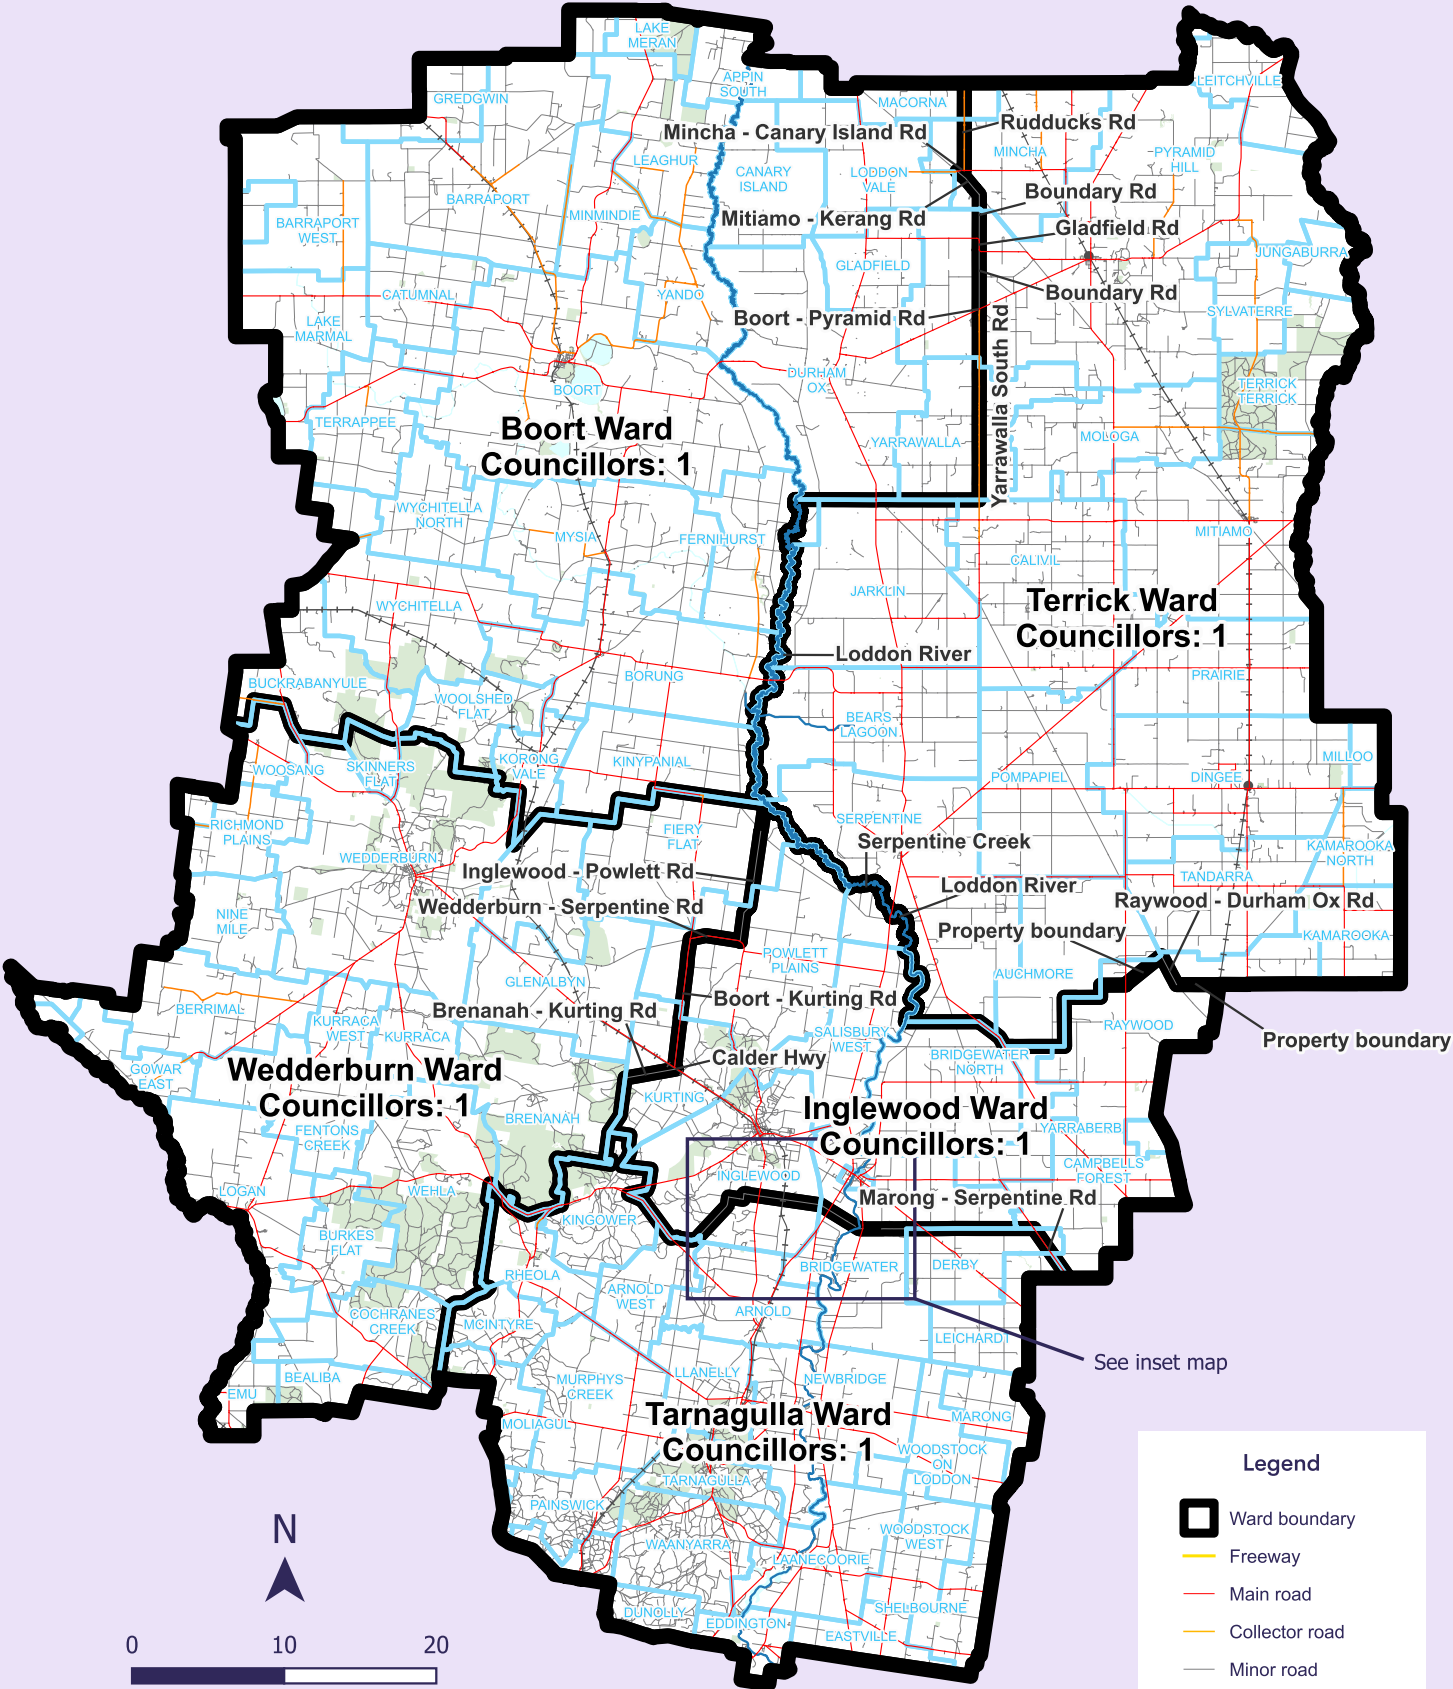 LAKE
MERAN
APPIN
SOUTH
LEITCHVILLE
GREDGWIN
MACORNA
Mincha - Canary Island Rd
Rudducks Rd
MINCHA
PYRAMID
HILL
LEAGHUR
CANARY
ISLAND
LODDON
VALE
BARRAPORT
Boundary Rd
MINMINDIE
Mitiamo - Kerang Rd
BARRAPORT
WEST
Gladfield Rd
JUNGABURRA
GLADFIELD
CATUMNAL
YANDO
Boundary Rd
Boort - Pyramid Rd
SYLVATERRE
LAKE
MARMAL
Yarrawalla South Rd
DURHAM
OX
BOORT
TERRICK
TERRICK
TERRAPPEE
Boort Ward
Councillors: 1
YARRAWALLA
MOLOGA
WYCHITELLA
NORTH
MYSIA
FERNIHURST
MITIAMO
CALIVIL
JARKLIN
WYCHITELLA
Terrick Ward
Councillors: 1
Loddon River
BUCKRABANYULE
BORUNG
PRAIRIE
WOOLSHED
FLAT
BEARS
LAGOON
KORONG
VALE
KINYPANIAL
WOOSANG
SKINNERS
FLAT
POMPAPIEL
DINGEE
MILLOO
RICHMOND
PLAINS
FIERY
FLAT
SERPENTINE
Serpentine Creek
WEDDERBURN
KAMAROOKA
NORTH
Inglewood - Powlett Rd
TANDARRA
Loddon River
Wedderburn - Serpentine Rd
Raywood - Durham Ox Rd
NINE
MILE
Property boundary
KAMAROOKA
POWLETT
PLAINS
AUCHMORE
GLENALBYN
Boort - Kurting Rd
BERRIMAL
Brenanah - Kurting Rd
KURRACA
WEST
KURRACA
SALISBURY
WEST
RAYWOOD
Property boundary
Calder Hwy
BRIDGEWATER
NORTH
GOWAR
EAST
Wedderburn Ward
Councillors: 1
KURTING
Inglewood Ward
Councillors: 1
BRENANAH
FENTONS
CREEK
YARRABERB
CAMPBELLS
FOREST
INGLEWOOD
LOGAN
WEHLA
Marong - Serpentine Rd
KINGOWER
BURKES
FLAT
BRIDGEWATER
DERBY
RHEOLA
ARNOLD
WEST
ARNOLD
COCHRANES
CREEK
MCINTYRE
LEICHARDT
See inset map
LLANELLY
BEALIBA
MURPHYS
CREEK
NEWBRIDGE
EMU
Tarnagulla Ward
Councillors: 1
MARONG
MOLIAGUL
WOODSTOCK
ON
LODDON
TARNAGULLA
PAINSWICK
WOODSTOCK
WEST
WAANYARRA
LAANECOORIE
DUNOLLY
EDDINGTON
SHELBOURNE
EASTVILLE
N
0 10 20
Legend
Ward boundary
Freeway
Main road
Collector road
Minor road